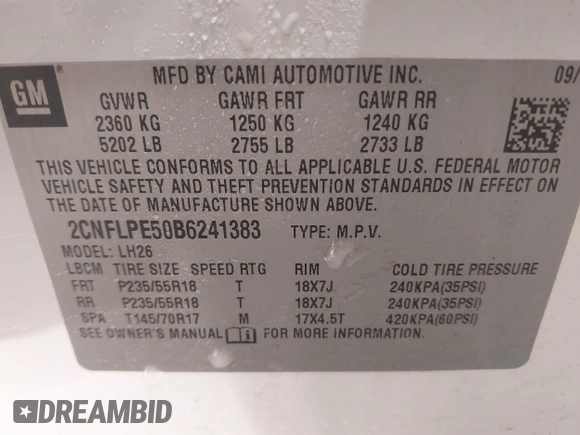 GM
MFD BY CAMI AUTOMOTIVE INC. 09/
GVWR GAWR FRT GAWR RR
2360 KG 1250 KG 1240 KG
5202 LB 2755 LB 2733 LB
THIS VEHICLE CONFORMS TO ALL APPLICABLE U.S. FEDERAL MOTOR
VEHICLE SAFETY AND THEFT PREVENTION STANDARDS IN EFFECT ON
THE DATE OF MANUFACTURE SHOWN ABOVE.
2CNFLPE50B6241383 TYPE: M.P.V.
MODEL: LH26
LBCM TIRE SIZE SPEED RTG RIM COLD TIRE PRESSURE
FRT P235/55R18 T 18X7J 240KPA(35PSI)
RR P235/55R18 T 18X7J 240KPA(35PSI)
SPA T145/70R17 M 17X4.5T 420KPA(60PSI)
SEE OWNER'S MANUAL FOR MORE INFORMATION.
DREAMBID